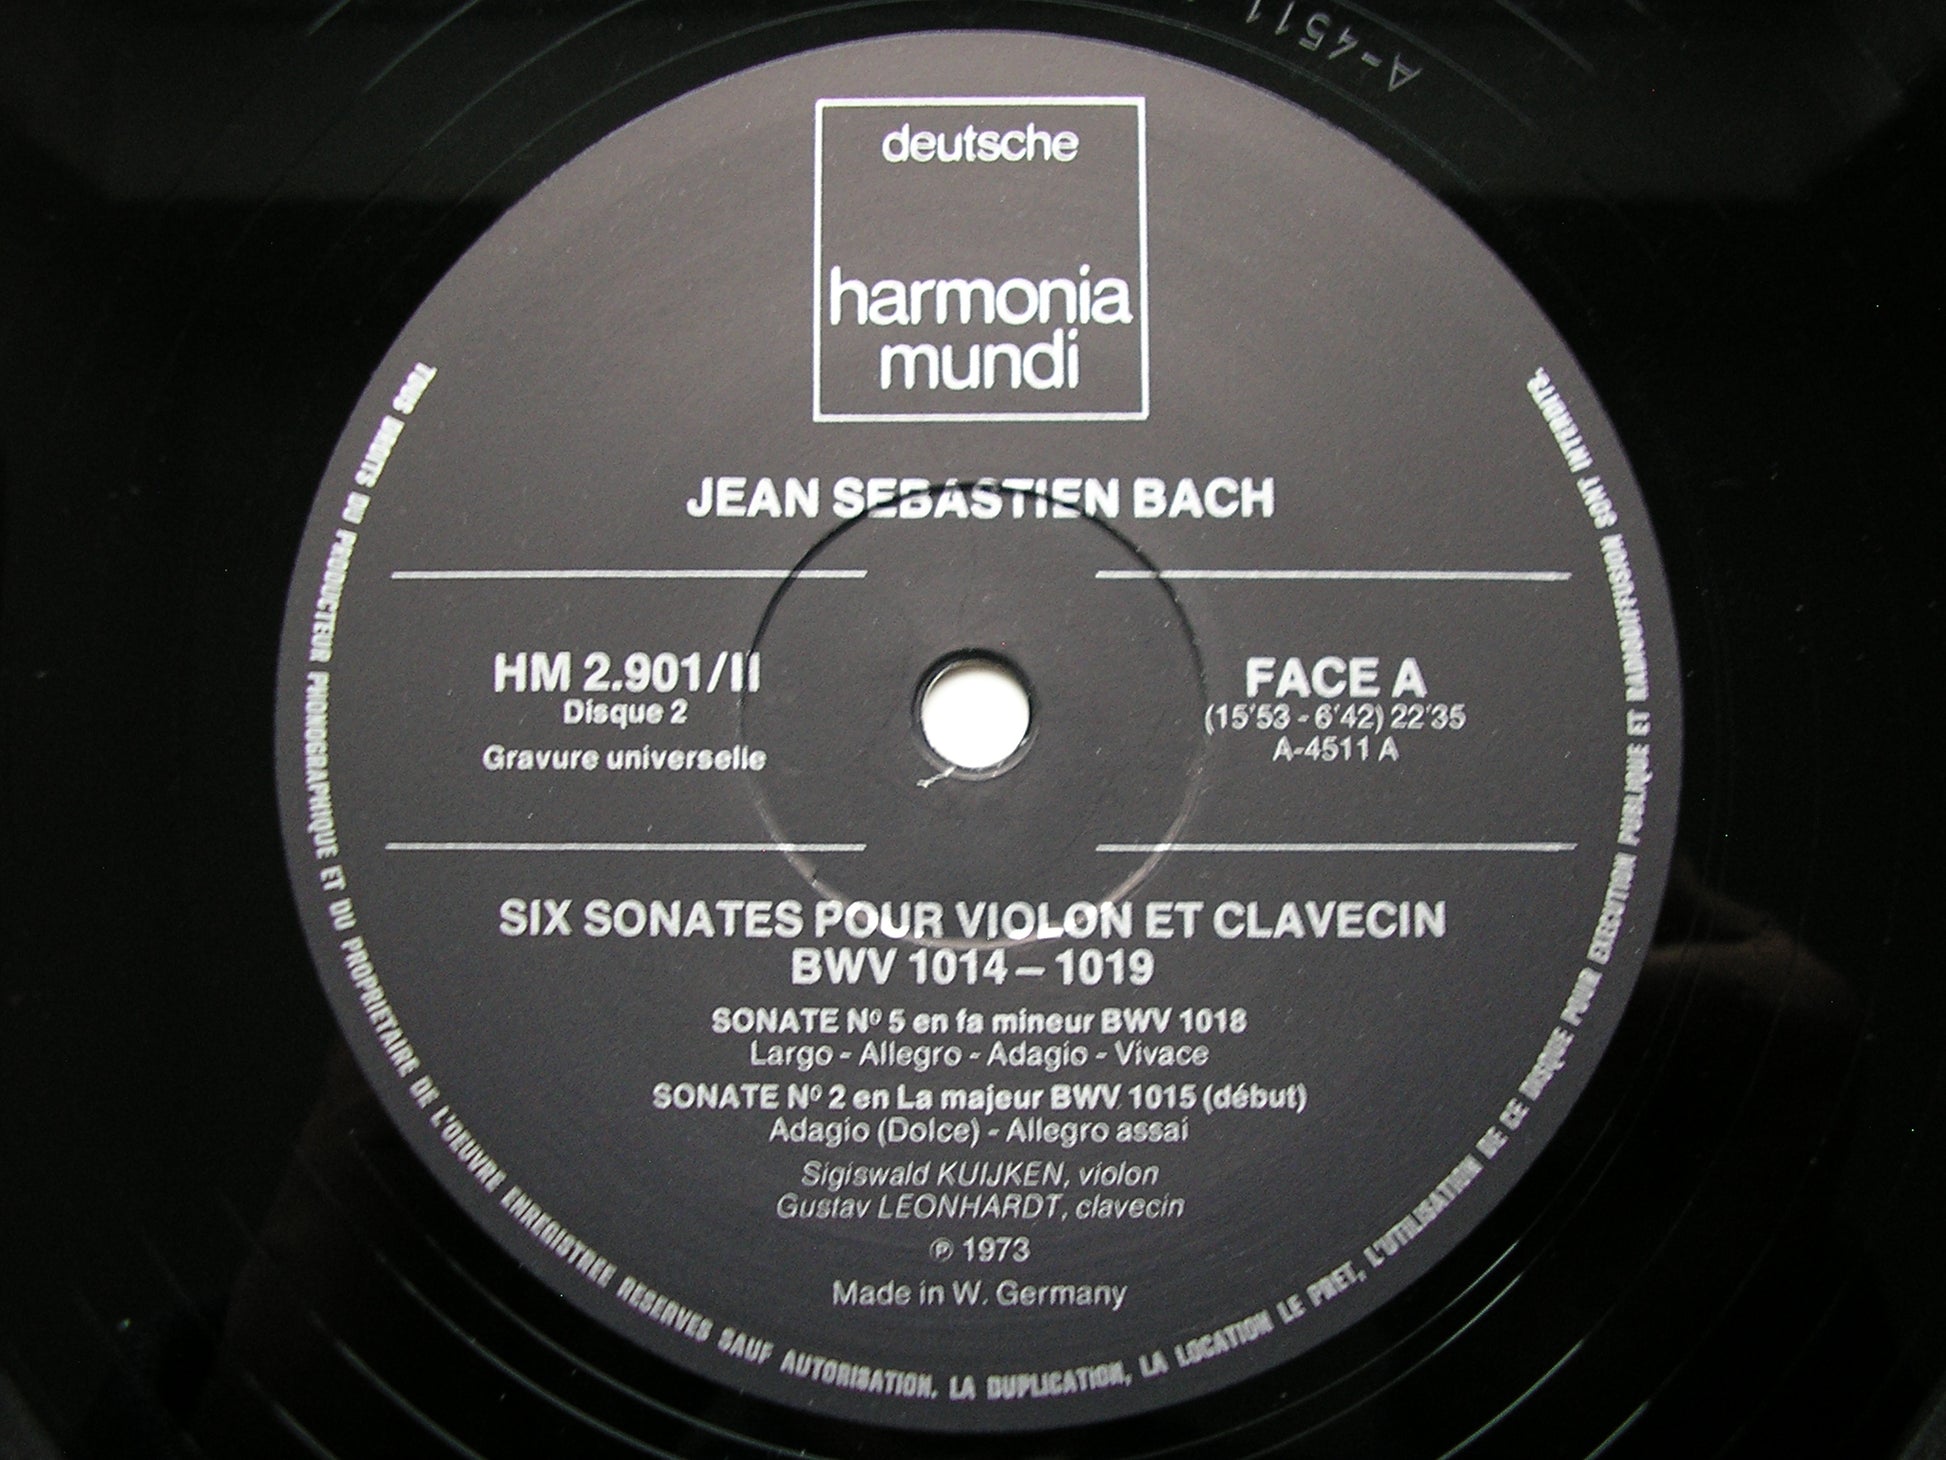 A-4511
deutsche
harmonia
mundi
JEAN SEBASTIEN BACH
HM 2.901/II
Disque 2
Gravure universelle
FACE A
(15'53 - 6'42) 22'35
A-4511 A
SIX SONATES POUR VIOLON ET CLAVECIN
BWV 1014 – 1019
SONATE Nº 5 en fa mineur BWV 1018
Largo - Allegro - Adagio - Vivace
SONATE Nº 2 en La majeur BWV 1015 (début)
Adagio (Dolce) - Allegro assai
Sigiswald KUIJKEN, violon
Gustav LEONHARDT, clavecin
℗ 1973
Made in W. Germany
TOUS DROITS DU PRODUCTEUR PHONOGRAPHIQUE ET DU PROPRIETAIRE DE L'OEUVRE ENREGISTREE RESERVES SAUF AUTORISATION, LA DUPLICATION, LA LOCATION LE PRET, L'UTILISATION DE CE DISQUE POUR EXECUTION PUBLIQUE ET RADIODIFFUSION SONT INTERDITS.